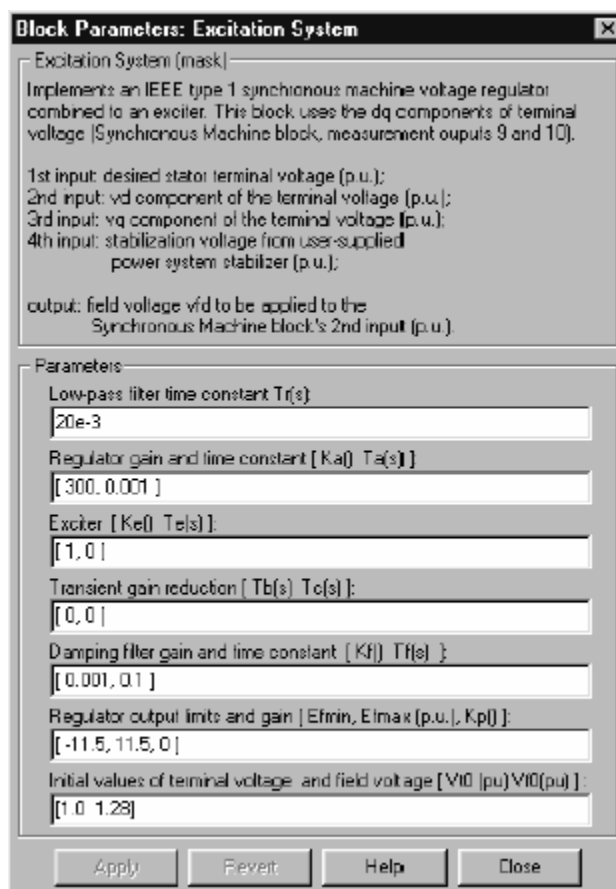 Block Parameters: Excitation System
Excitation System (mask)
Implements an IEEE type 1 synchronous machine voltage regulator
combined to an exciter. This block uses the dq components of terminal
voltage (Synchronous Machine block, measurement ouputs 9 and 10).
1st input: desired stator terminal voltage (p.u.);
2nd input: vd component of the terminal voltage (p.u.);
3rd input: vq component of the terminal voltage (p.u.);
4th input: stabilization voltage from user-supplied
power system stabilizer (p.u.);
output: field voltage vfd to be applied to the
Synchronous Machine block's 2nd input (p.u.).
Parameters
Low-pass filter time constant Tr(s):
20e-3
Regulator gain and time constant [ Ka() Ta(s) ]:
[ 300, 0.001 ]
Exciter [ Ke() Te(s) ]:
[ 1, 0 ]
Transient gain reduction [ Tb(s) Tc(s) ]:
[ 0, 0 ]
Damping filter gain and time constant [ Kf() Tf(s) ]:
[ 0.001, 0.1 ]
Regulator output limits and gain [ Efmin, Efmax (p.u.), Kp() ]:
[ -11.5, 11.5, 0 ]
Initial values of terminal voltage and field voltage [ Vt0 (pu) Vf0(pu) ] :
[1.0 1.28]
Apply
Revert
Help
Close